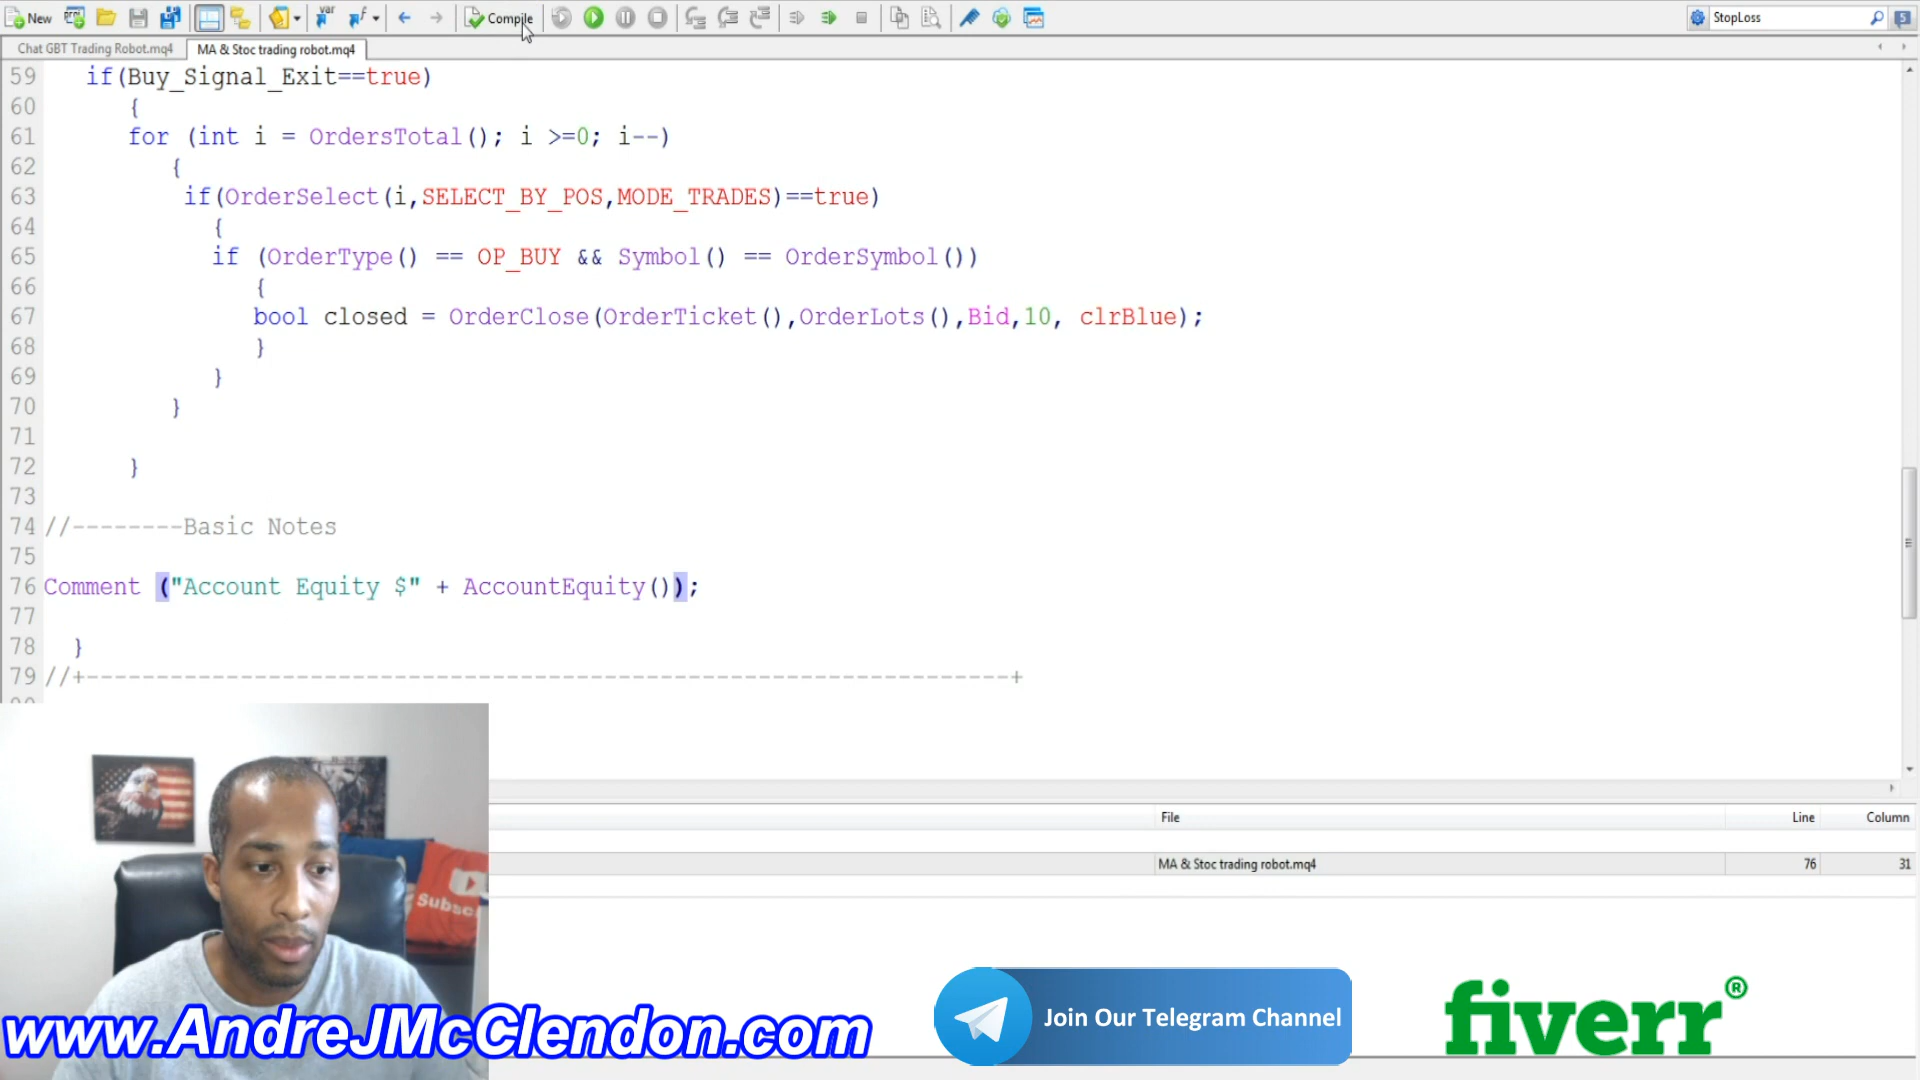 New
Compile
StopLoss
5
Chat GBT Trading Robot.mq4
MA & Stoc trading robot.mq4
59 if(Buy_Signal_Exit==true)
60 {
61 for (int i = OrdersTotal(); i >=0; i--)
62 {
63 if(OrderSelect(i,SELECT_BY_POS,MODE_TRADES)==true)
64 {
65 if (OrderType() == OP_BUY && Symbol() == OrderSymbol())
66 {
67 bool closed = OrderClose(OrderTicket(),OrderLots(),Bid,10, clrBlue);
68 }
69 }
70 }
71
72 }
73
74 //--------Basic Notes
75
76 Comment ("Account Equity $" + AccountEquity());
77
78 }
79 //+------------------------------------------------------------------+
File Line Column
MA & Stoc trading robot.mq4 76 31
Subsc
www.AndreJMcClendon.com
Join Our Telegram Channel
fiverr®